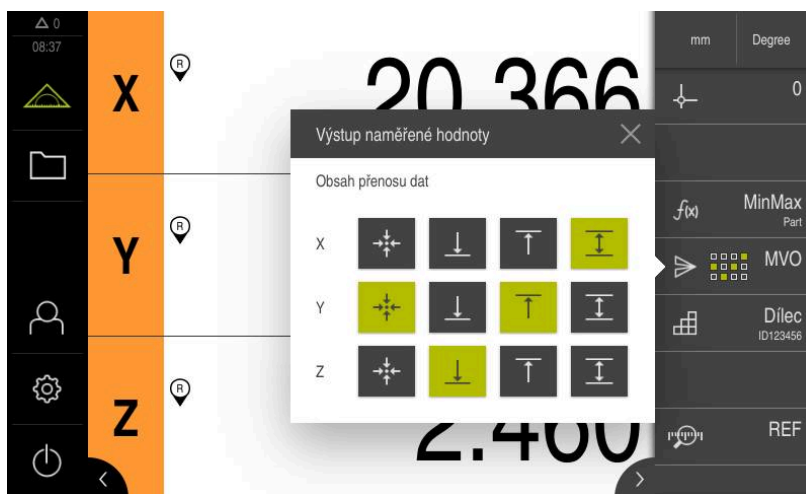 0
08:37
X
R
20.366
mm
Degree
0
Výstup naměřené hodnoty
Obsah přenosu dat
X
Y
Z
Y
R
f(x)
MinMax
Part
MVO
Dílec
ID123456
Z
R
2.460
REF